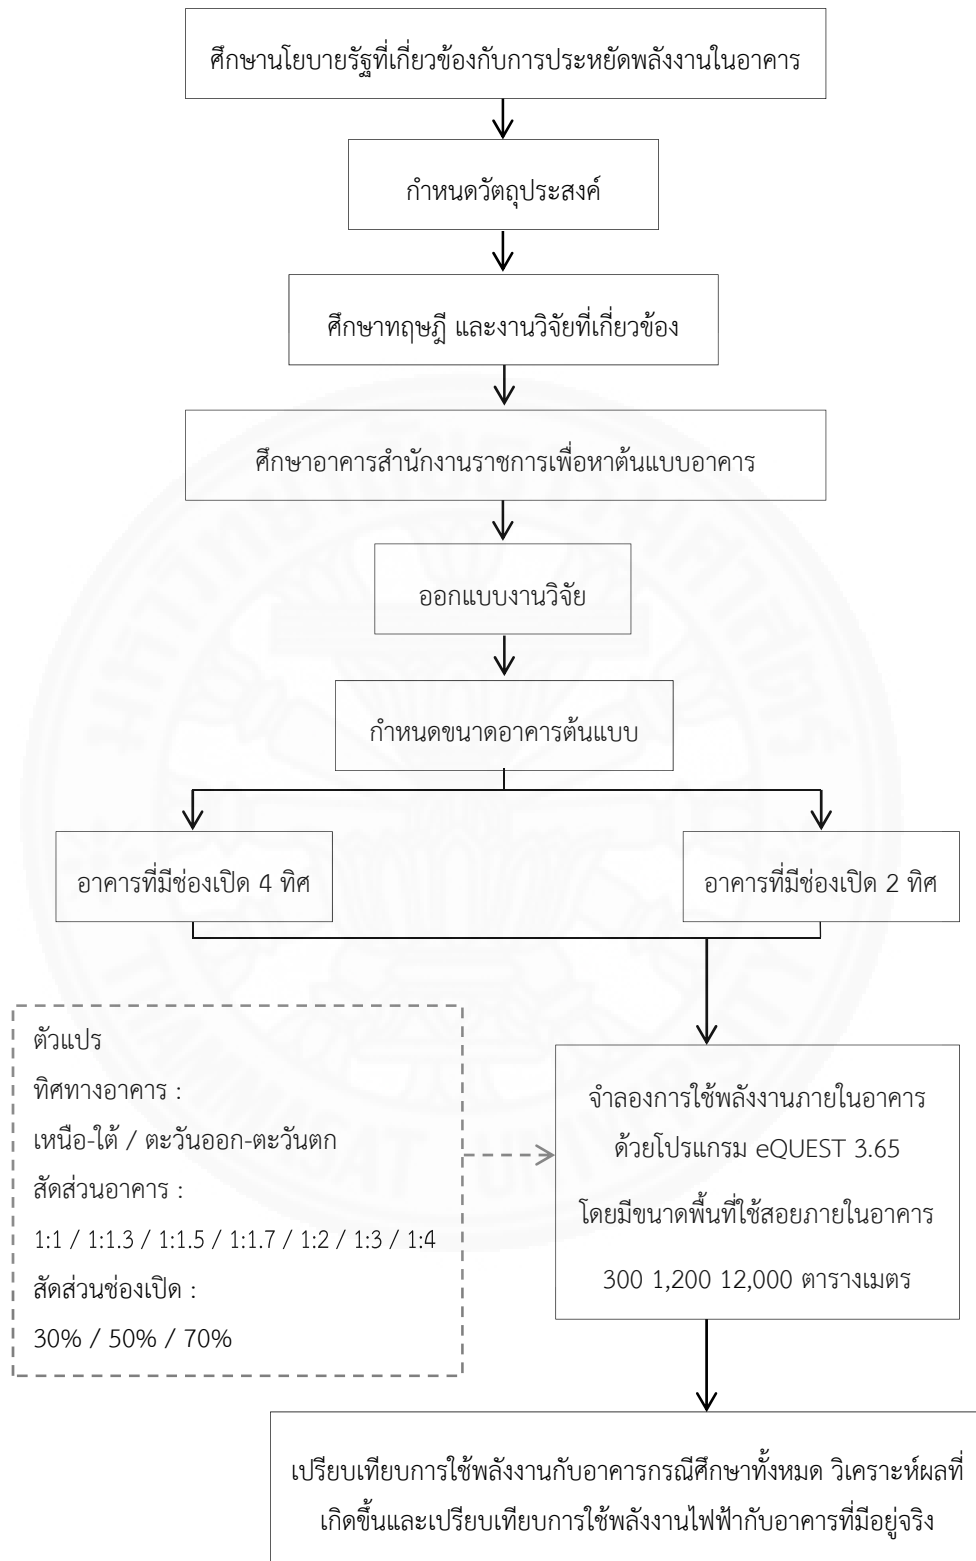 ศึกษานโยบายรัฐที่เกี่ยวข้องกับการประหยัดพลังงานในอาคาร
กำหนดวัตถุประสงค์
ศึกษาทฤษฎี และงานวิจัยที่เกี่ยวข้อง
ศึกษาอาคารสำนักงานราชการเพื่อหาต้นแบบอาคาร
ออกแบบงานวิจัย
กำหนดขนาดอาคารต้นแบบ
อาคารที่มีช่องเปิด 4 ทิศ
อาคารที่มีช่องเปิด 2 ทิศ
ตัวแปร
ทิศทางอาคาร :
เหนือ-ใต้ / ตะวันออก-ตะวันตก
สัดส่วนอาคาร :
1:1 / 1:1.3 / 1:1.5 / 1:1.7 / 1:2 / 1:3 / 1:4
สัดส่วนช่องเปิด :
30% / 50% / 70%
จำลองการใช้พลังงานภายในอาคาร
ด้วยโปรแกรม eQUEST 3.65
โดยมีขนาดพื้นที่ใช้สอยภายในอาคาร
300 1,200 12,000 ตารางเมตร
เปรียบเทียบการใช้พลังงานกับอาคารกรณีศึกษาทั้งหมด วิเคราะห์ผลที่
เกิดขึ้นและเปรียบเทียบการใช้พลังงานไฟฟ้ากับอาคารที่มีอยู่จริง
มหาวิทยาลัยธรรมศาสตร์
THAMMASAT UNIVERSITY